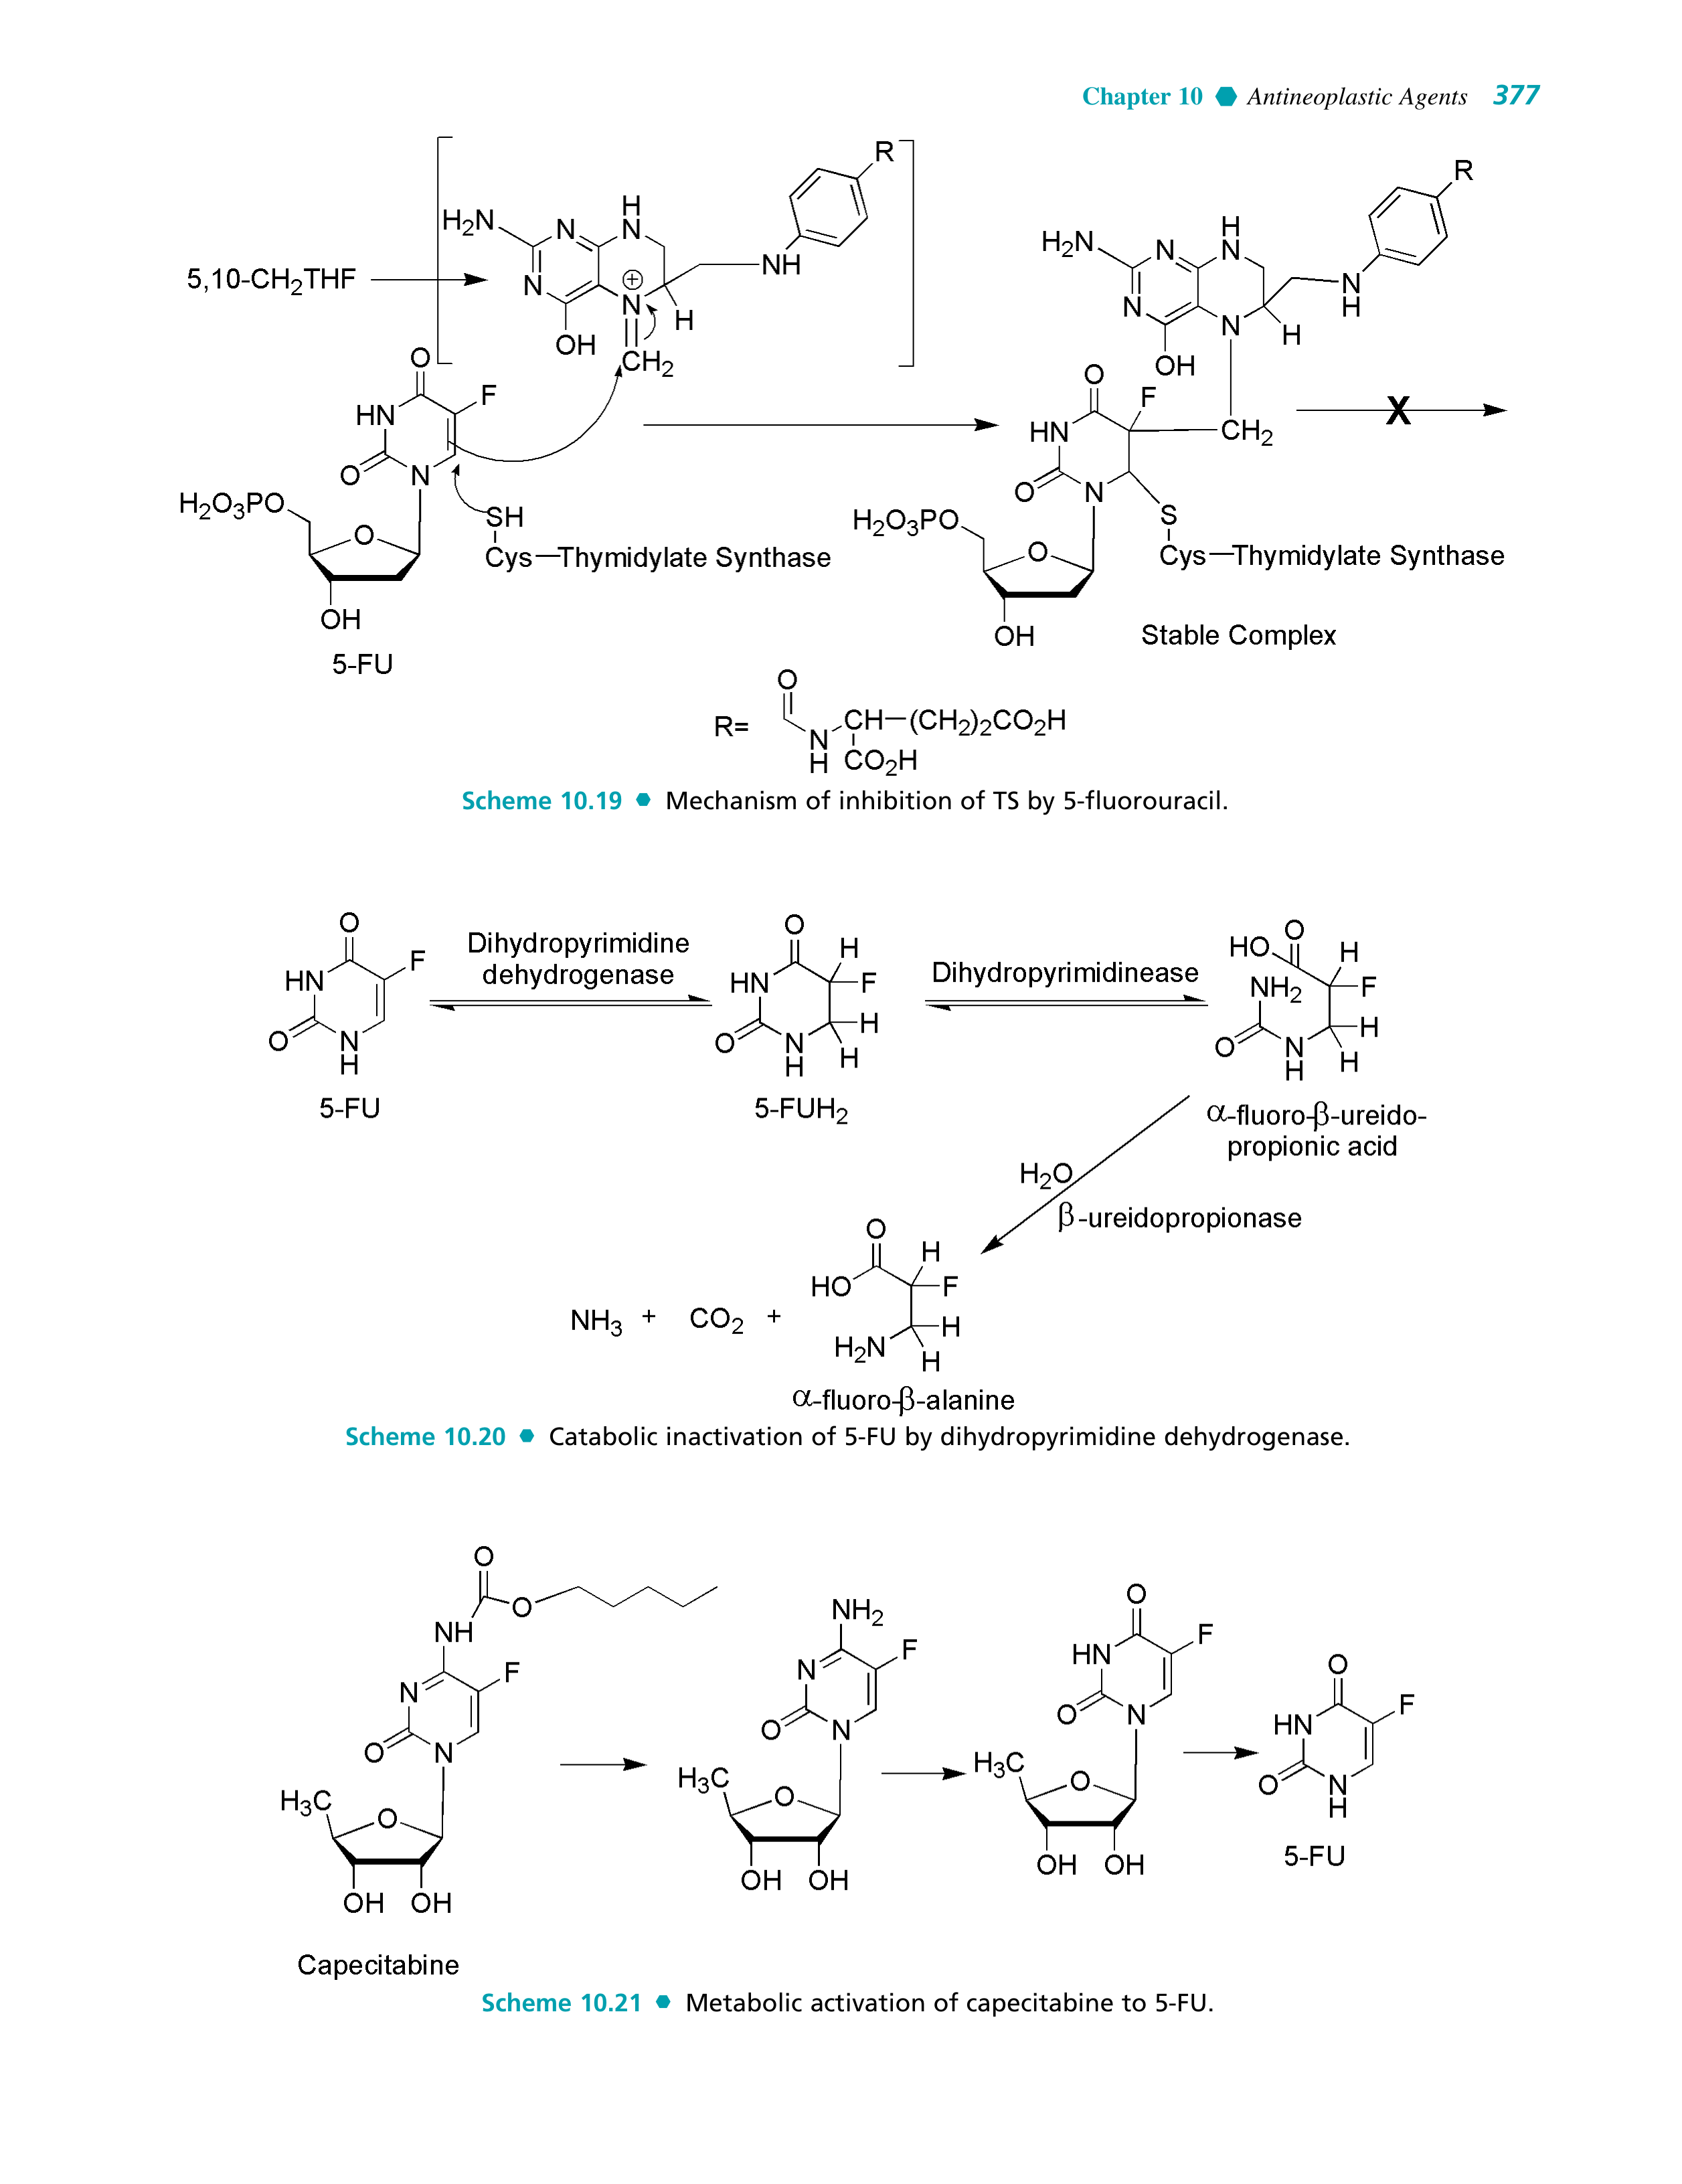 Chapter 10 ⬢ Antineoplastic Agents 377
R
H
H₂N
N
N
NH
5,10-CH₂THF
N
⊕
N
H
OH
CH₂
R
H
H₂N
N
N
N
H
N
N
H
OH
O
F
HN
O
N
H₂O₃PO
SH
O
Cys—Thymidylate Synthase
OH
5-FU
O
F
HN
CH₂
O
N
S
H₂O₃PO
O
Cys—Thymidylate Synthase
OH
Stable Complex
X
O
R=
CH—(CH₂)₂CO₂H
N
H
CO₂H
Scheme 10.19 ⬢ Mechanism of inhibition of TS by 5-fluorouracil.
O
F
HN
O
N
H
5-FU
Dihydropyrimidine
dehydrogenase
O
H
HN
F
H
O
N
H
H
5-FUH₂
Dihydropyrimidinease
O
HO
H
NH₂
F
H
O
N
H
H
α-fluoro-β-ureido-
propionic acid
H₂O
β-ureidopropionase
O
H
HO
F
NH₃ + CO₂ +
H
H₂N
H
α-fluoro-β-alanine
Scheme 10.20 ⬢ Catabolic inactivation of 5-FU by dihydropyrimidine dehydrogenase.
O
O
NH
F
N
O
N
H₃C
O
OH OH
Capecitabine
NH₂
F
N
O
N
H₃C
O
OH OH
O
F
HN
O
N
H₃C
O
OH OH
O
F
HN
O
N
H
5-FU
Scheme 10.21 ⬢ Metabolic activation of capecitabine to 5-FU.